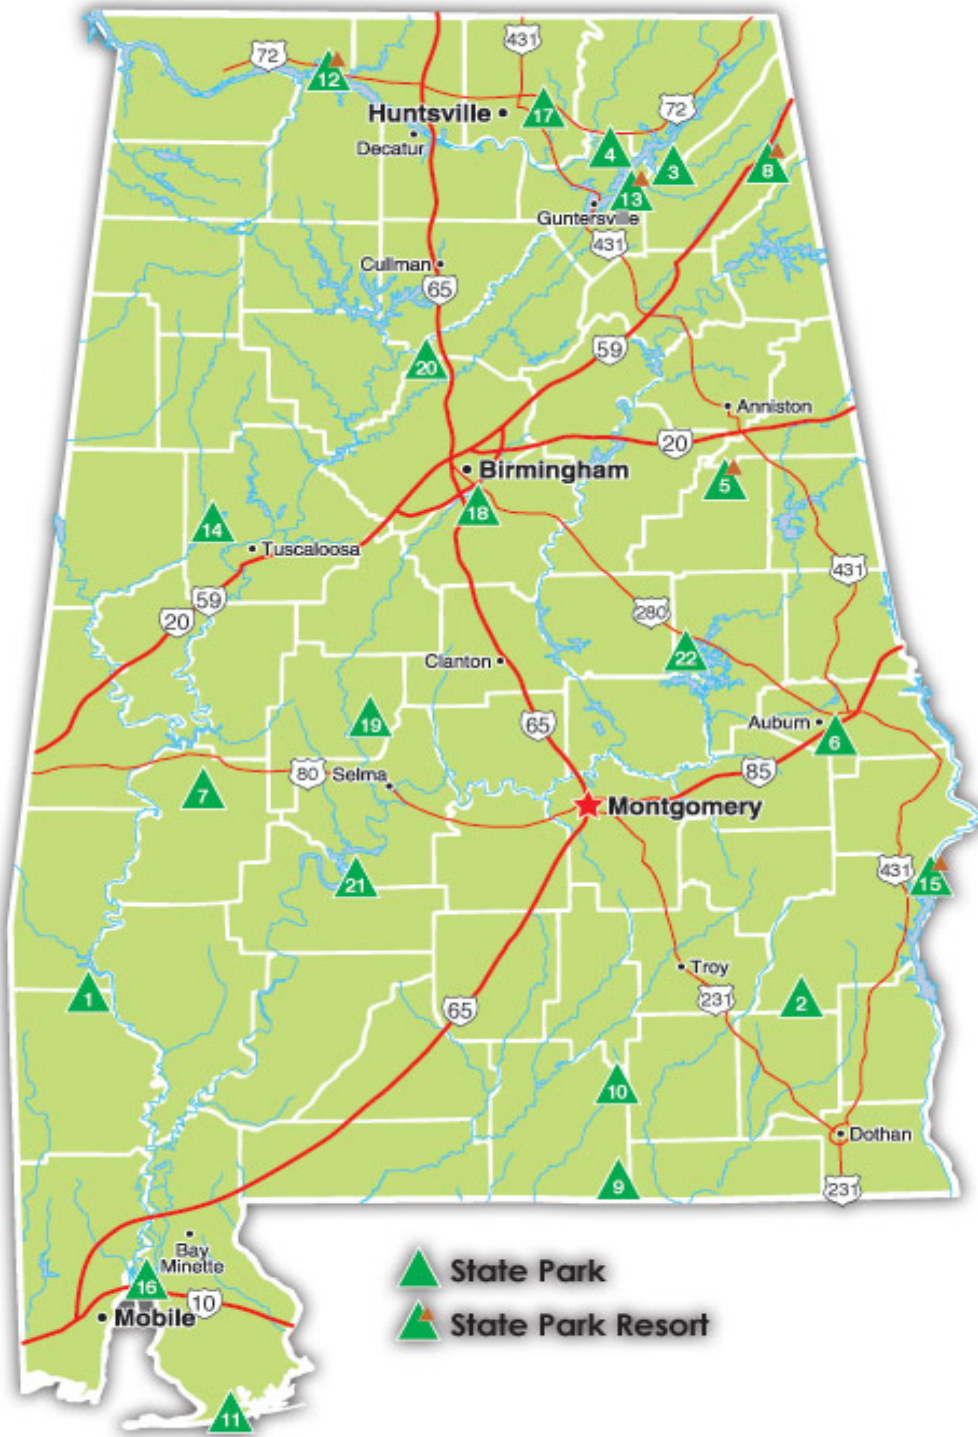 431
72
12
Huntsville
17
72
Decatur
4
3
8
13
Guntersville
431
Cullman
65
59
20
Anniston
20
Birmingham
5
18
14
Tuscaloosa
431
59
280
20
22
Clanton
19
65
Auburn
6
80
Selma
85
7
Montgomery
431
15
21
Troy
1
231
2
65
10
Dothan
9
231
Bay
Minette
State Park
16
10
Mobile
State Park Resort
11